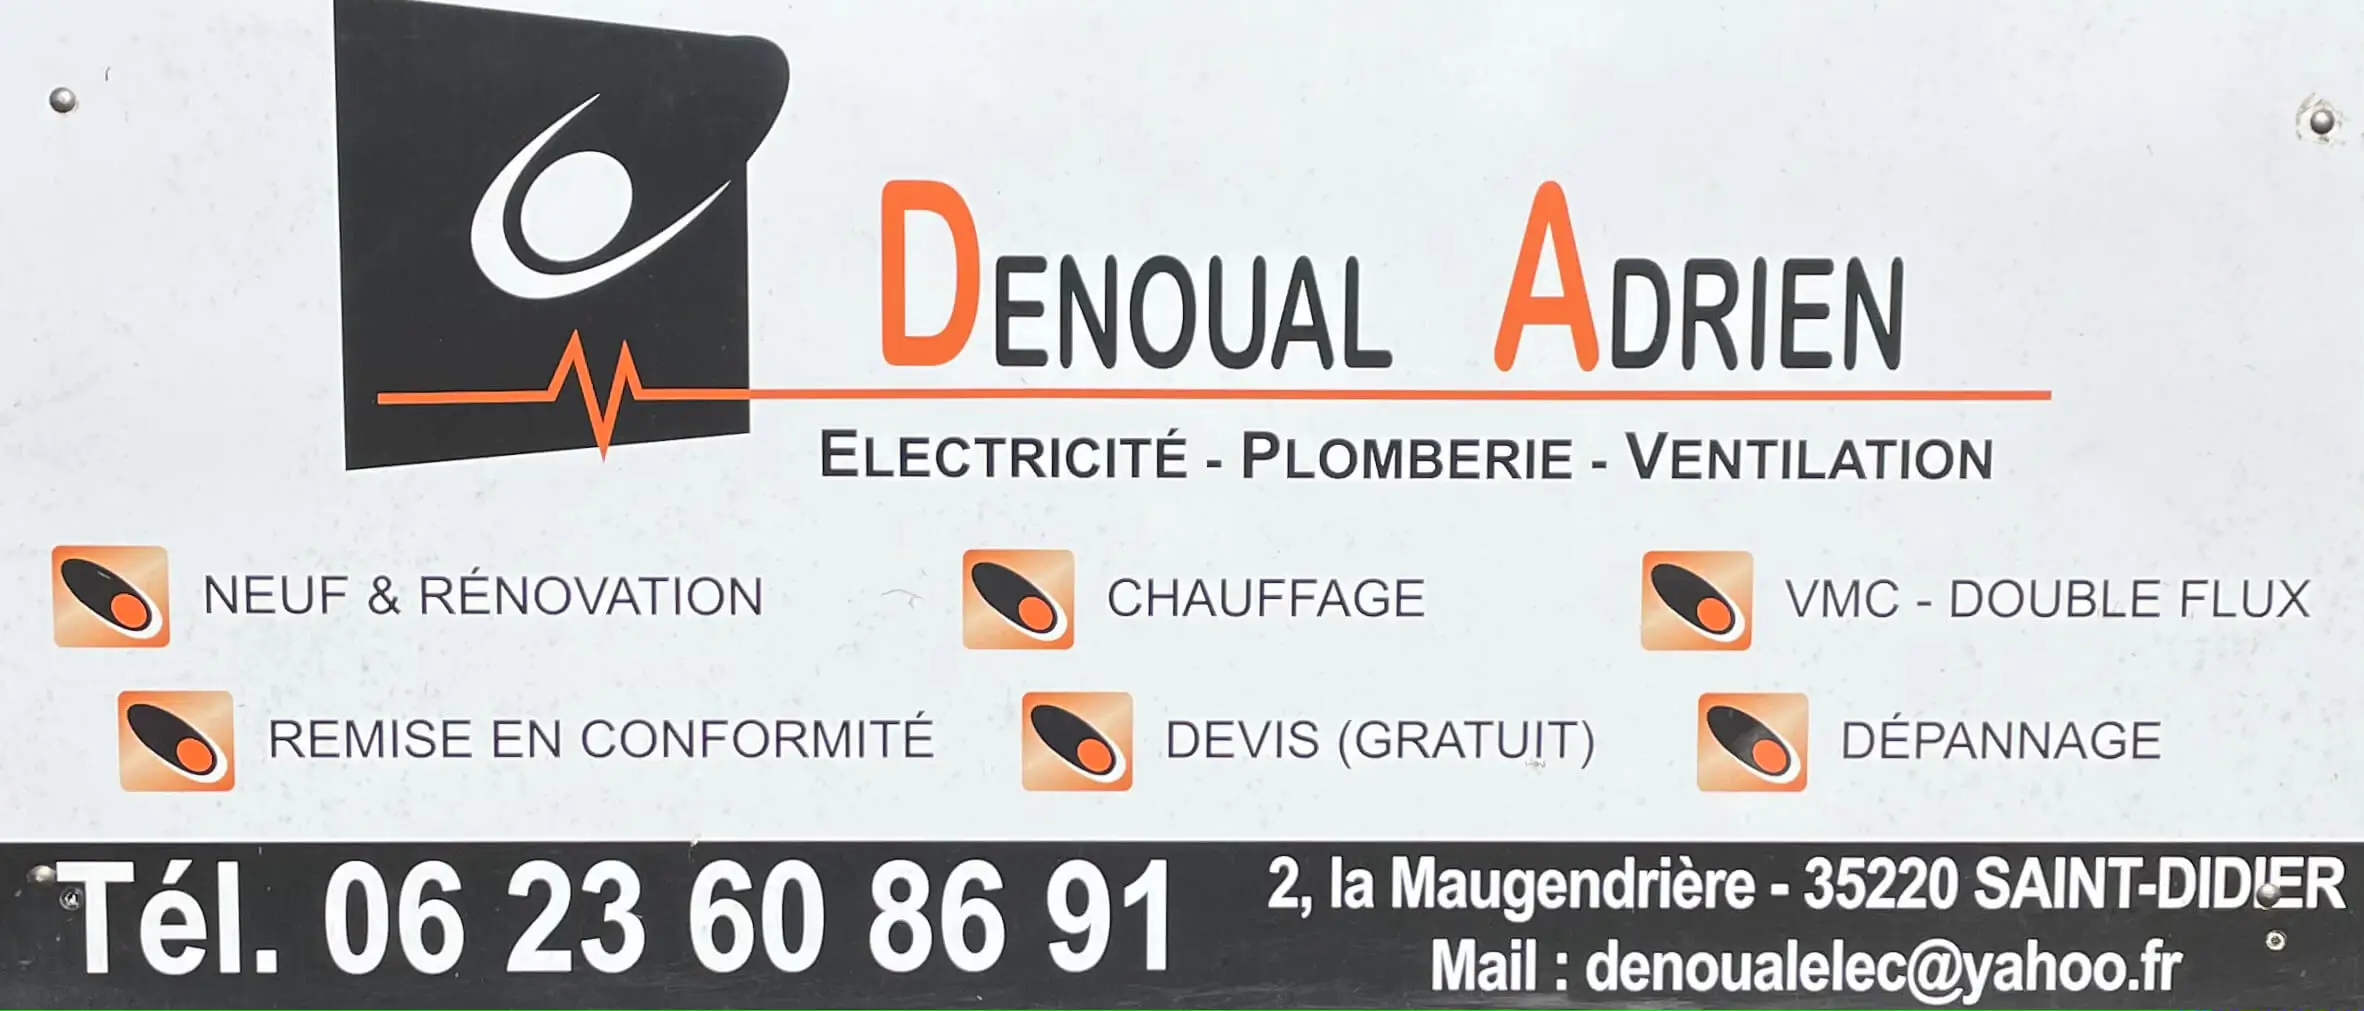 DENOUAL ADRIEN
ELECTRICITÉ - PLOMBERIE - VENTILATION
NEUF & RÉNOVATION
CHAUFFAGE
VMC - DOUBLE FLUX
REMISE EN CONFORMITÉ
DEVIS (GRATUIT)
DÉPANNAGE
Tél. 06 23 60 86 91
2, la Maugendrière - 35220 SAINT-DIDIER
Mail : denoualelec@yahoo.fr